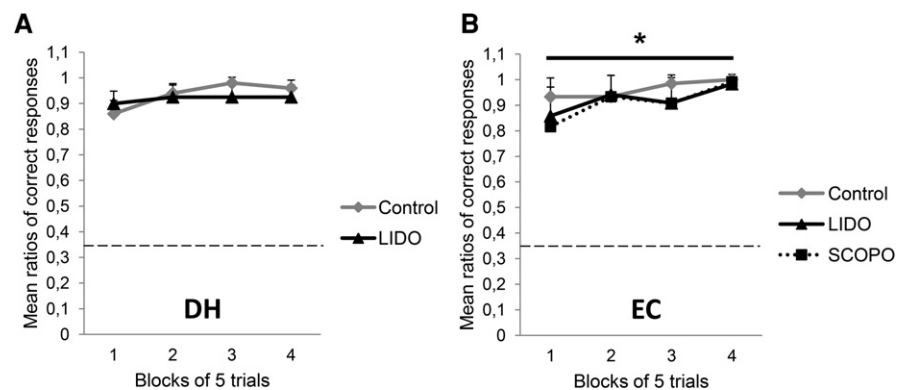 A
Mean ratios of correct responses
1,1
1
0,9
0,8
0,7
0,6
0,5
0,4
0,3
0,2
0,1
0
DH
1 2 3 4
Blocks of 5 trials
Control
LIDO
B
*
Mean ratios of correct responses
1,1
1
0,9
0,8
0,7
0,6
0,5
0,4
0,3
0,2
0,1
0
EC
1 2 3 4
Blocks of 5 trials
Control
LIDO
SCOPO